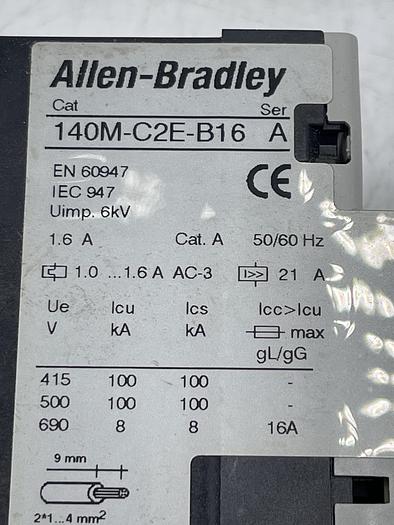 Allen-Bradley
Cat Ser
140M-C2E-B16 A
EN 60947
IEC 947
Uimp. 6kV
CE
1.6 A Cat. A 50/60 Hz
1.0 ...1.6 A AC-3 I>> 21 A
Ue Icu Ics Icc>Icu
V kA kA max
gL/gG
415 100 100 -
500 100 100 -
690 8 8 16A
9 mm
2*1...4 mm²